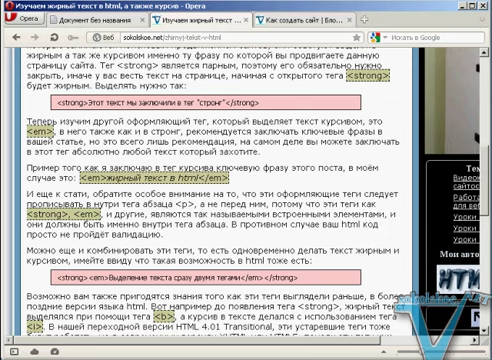 Изучаем жирный текст в html, а также курсив - Opera
Opera
Документ без названия
Изучаем жирный текст ...
Как создать сайт | Бло...
Веб
sokolskoe.net/zhirnyj-tekst-v-html
Искать в Google
жирным а так же курсивом именно ту фразу по которой вы продвигаете данную
страницу сайта. Тег <strong> является парным, поэтому его обязательно нужно
закрыть, иначе у вас весть текст на странице, начиная с открытого тега <strong>
будет жирным. Выделять нужно так:
<strong>Этот текст мы заключили в тег "стронг"</strong>
Теперь изучим другой оформляющий тег, который выделяет текст курсивом, это
<em>, в него также как и в стронг, рекомендуется заключать ключевые фразы в
вашей статье, но это всего лишь рекомендация, на самом деле вы можете заключать
в этот тег абсолютно любой текст который захотите.
Пример того как я заключаю в тег курсива ключевую фразу этого поста, в моём
случае это: <em>жирный текст в html</em>
И еще к стати, обратите особое внимание на то, что эти оформляющие теги следует
прописывать в нутри тега абзаца <p>, а не перед ним, потому что эти теги как
<strong>, <em>, и другие, являются так называемыми встроенными элементами, и
они должны быть именно внутри тега абзаца. В противном случае ваш html код
просто не пройдёт валидацию.
Можно еще и комбинировать эти теги, то есть одновременно делать текст жирным и
курсивом, имейте ввиду что такая возможность в html тоже есть:
<strong> <em>Выделение текста сразу двумя тегами</em> </strong>
Возможно вам также пригодятся знания того как эти теги выглядели раньше, в более
поздние версии языка html. Вот например до появления тега <strong>, жирный текст
выделялся при помощи тега <b>, а курсив в тексте делался с использованием тега
<i>. В нашей переходной версии HTML 4.01 Transitional, эти устаревшие теги тоже
Тем
Видео
сайтос
Работа
для ве
Уроки
Уроки
Уроки
Мои авто
HTM